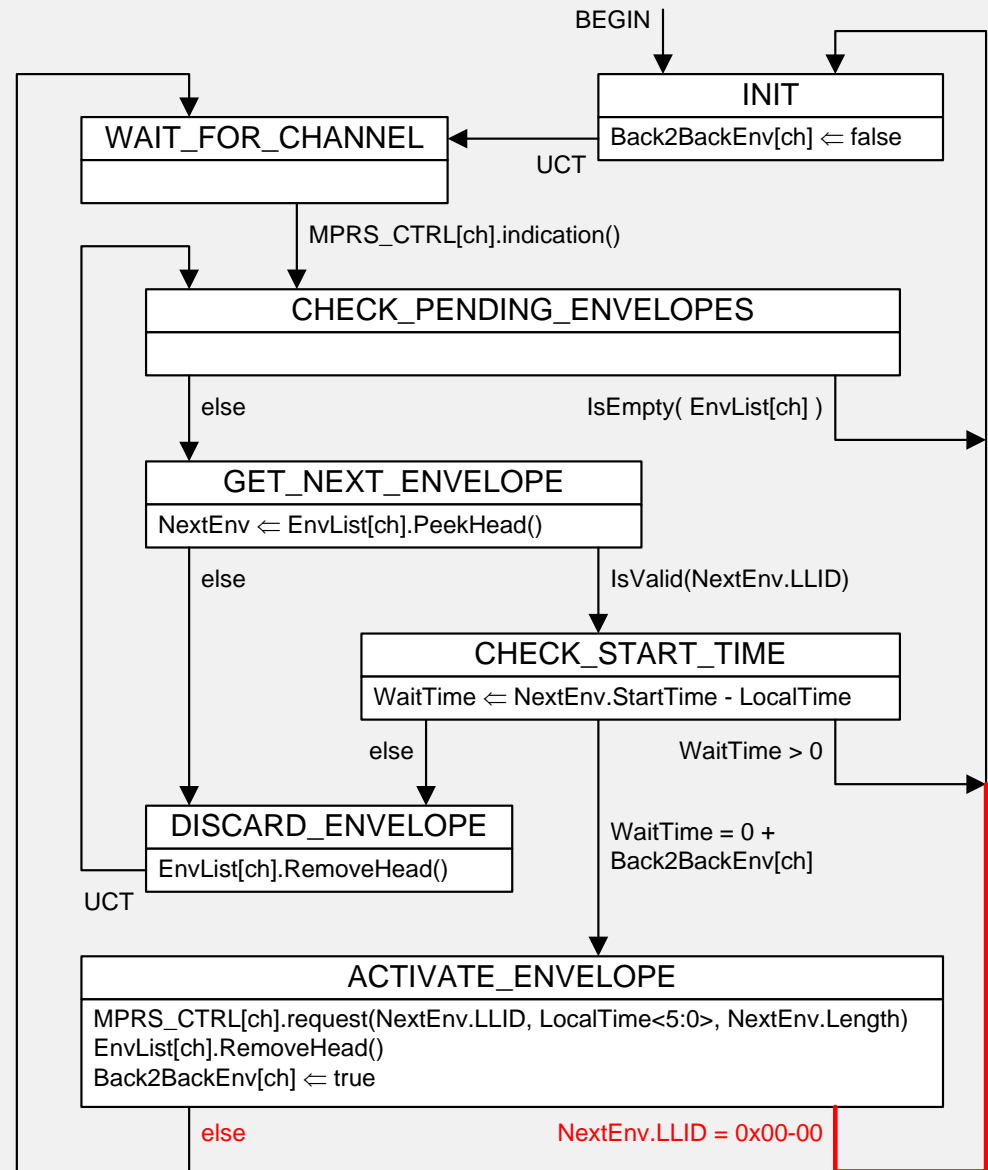 BEGIN
INIT
Back2BackEnv[ch] ⇐ false
WAIT_FOR_CHANNEL
UCT
MPRS_CTRL[ch].indication()
CHECK_PENDING_ENVELOPES
else
IsEmpty( EnvList[ch] )
GET_NEXT_ENVELOPE
NextEnv ⇐ EnvList[ch].PeekHead()
else
IsValid(NextEnv.LLID)
CHECK_START_TIME
WaitTime ⇐ NextEnv.StartTime - LocalTime
else
WaitTime > 0
DISCARD_ENVELOPE
EnvList[ch].RemoveHead()
WaitTime = 0 +
Back2BackEnv[ch]
UCT
ACTIVATE_ENVELOPE
MPRS_CTRL[ch].request(NextEnv.LLID, LocalTime<5:0>, NextEnv.Length)
EnvList[ch].RemoveHead()
Back2BackEnv[ch] ⇐ true
else
NextEnv.LLID = 0x00-00